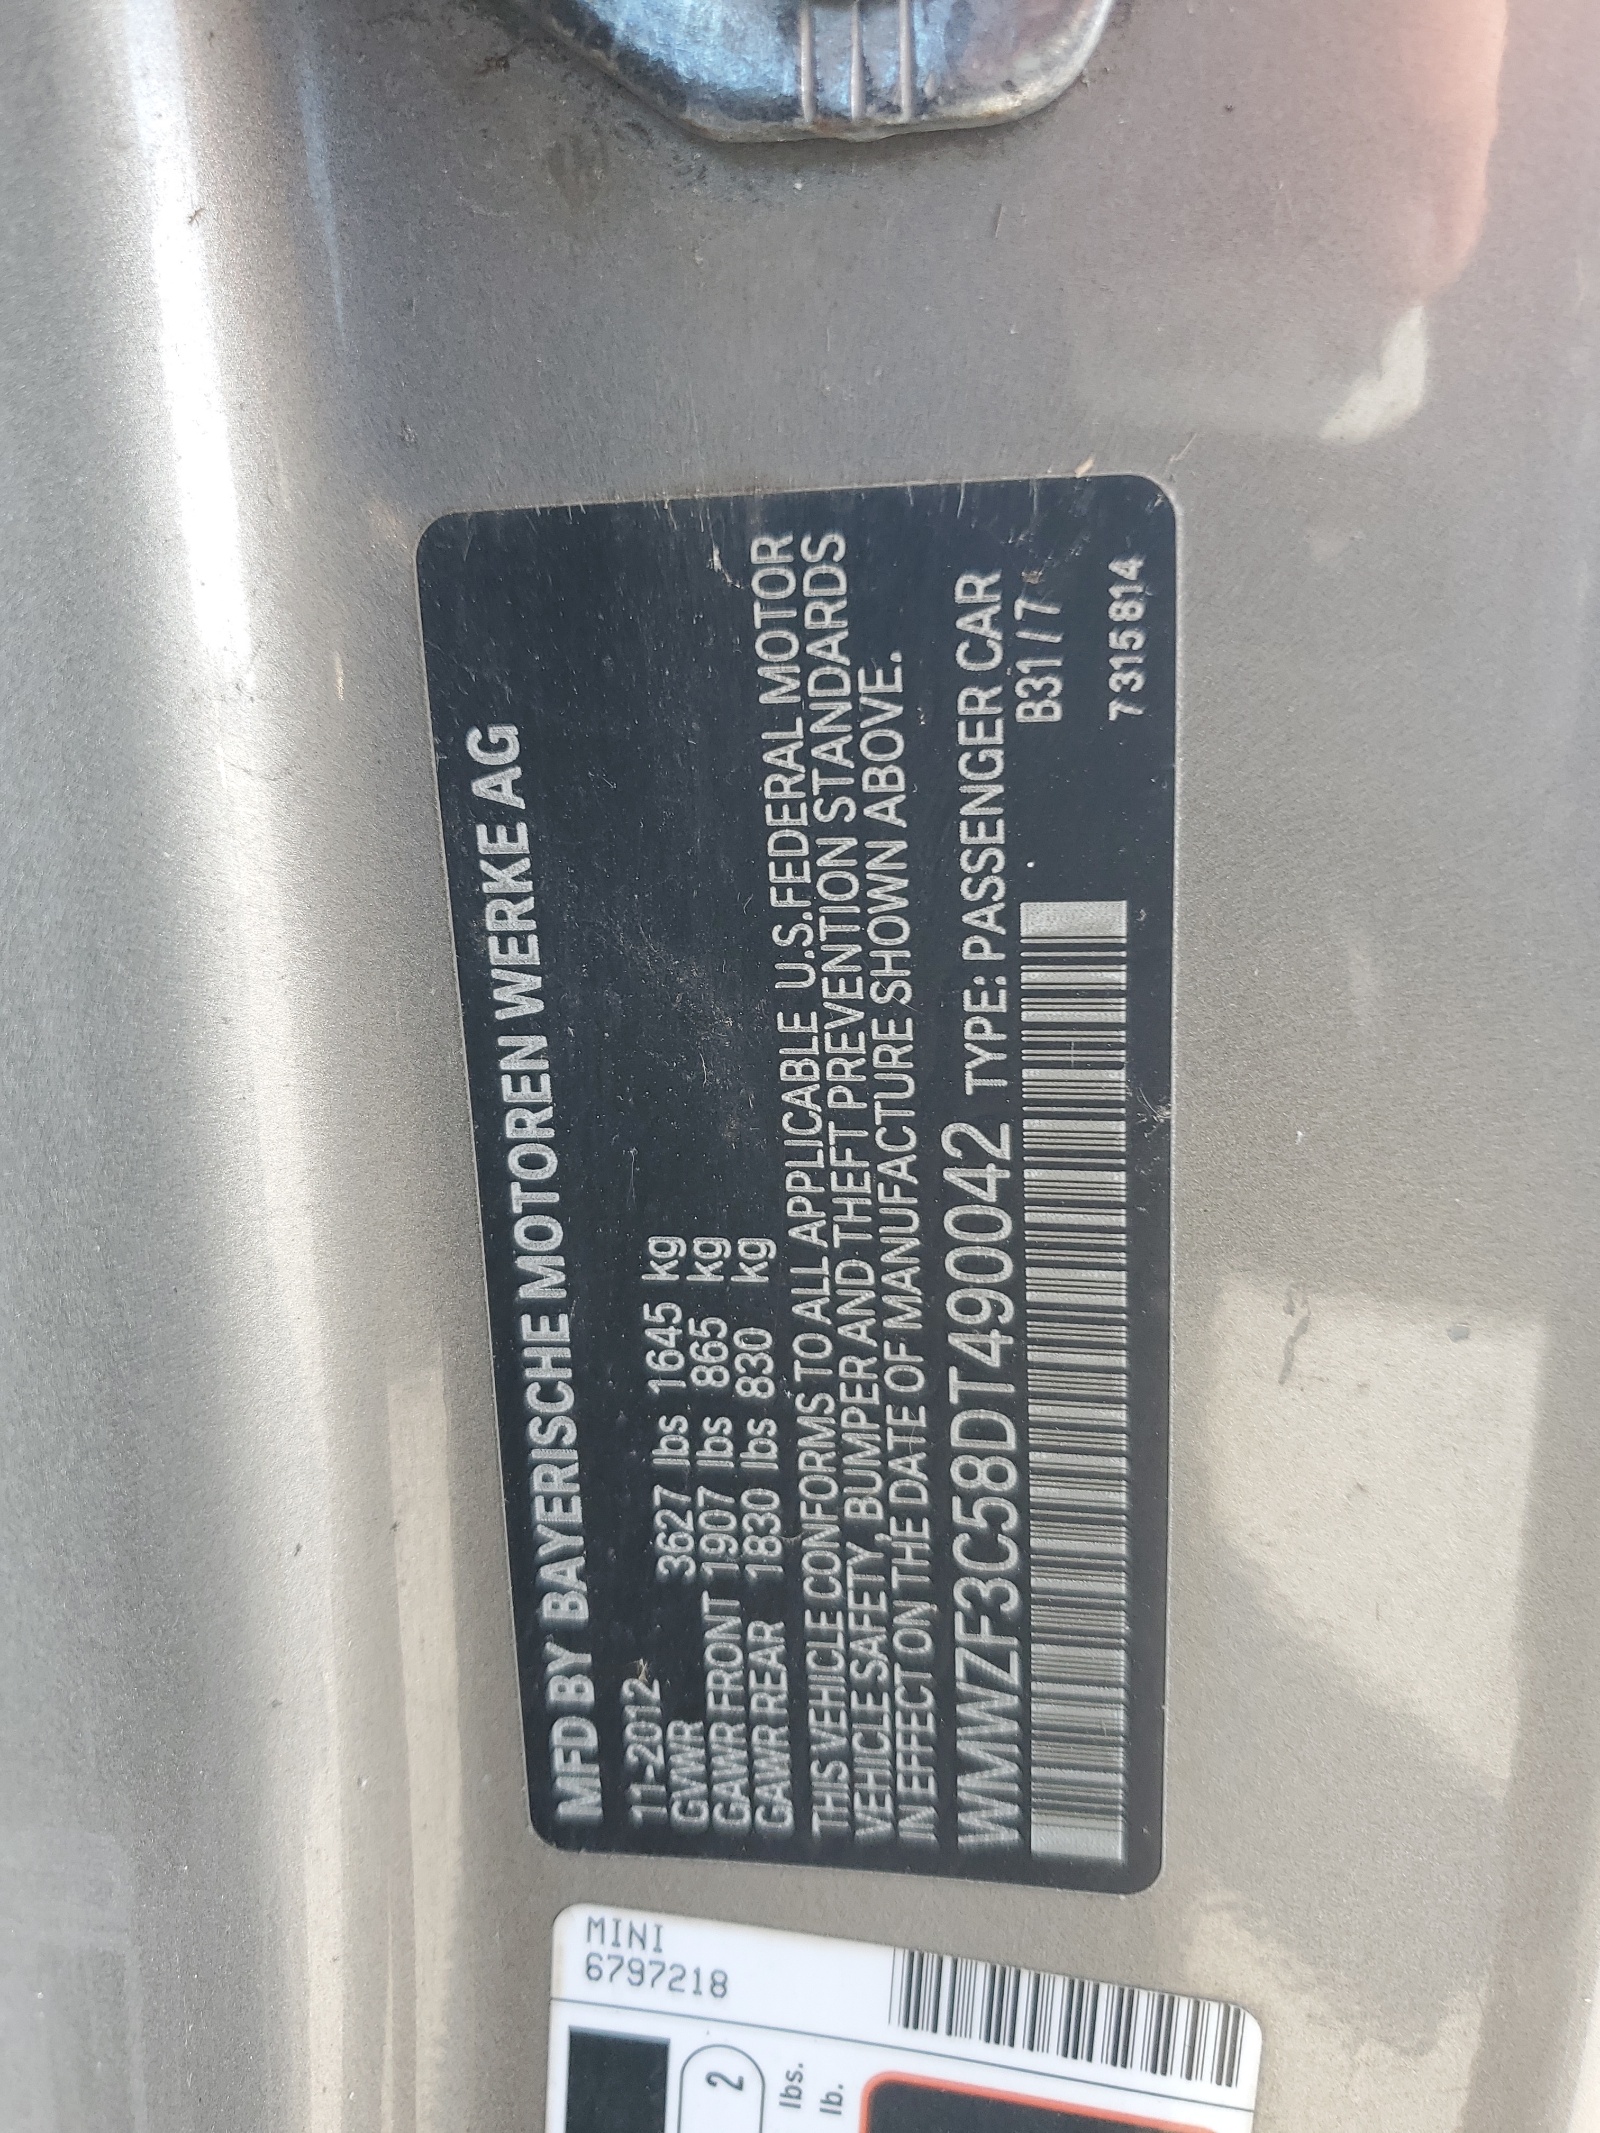 MFD BY BAYERISCHE MOTOREN WERKE AG
11-2012
GVWR 3627 lbs 1645 kg
GAWR FRONT 1907 lbs 865 kg
GAWR REAR 1830 lbs 830 kg
THIS VEHICLE CONFORMS TO ALL APPLICABLE U.S. FEDERAL MOTOR
VEHICLE SAFETY, BUMPER AND THEFT PREVENTION STANDARDS
IN EFFECT ON THE DATE OF MANUFACTURE SHOWN ABOVE.
WMWZF3C58DT490042 TYPE: PASSENGER CAR
B31/7
7 315 814
MINI
6797218
2
lbs.
lb.